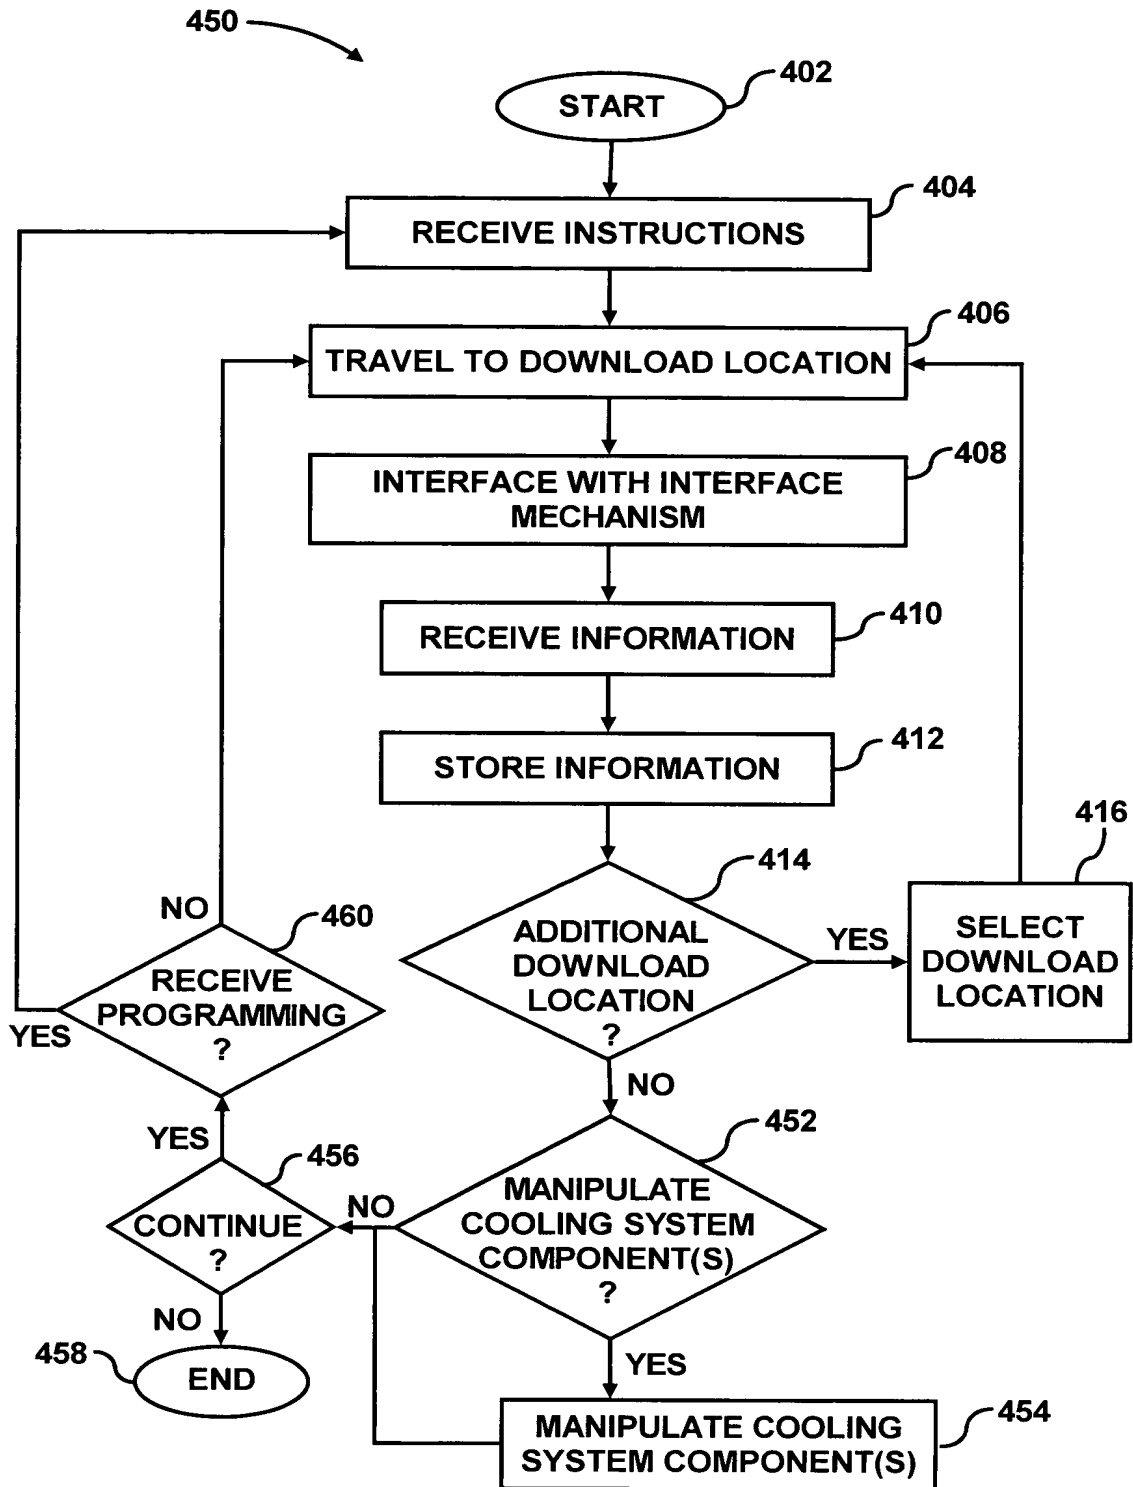 450
START
402
404
RECEIVE INSTRUCTIONS
406
TRAVEL TO DOWNLOAD LOCATION
408
INTERFACE WITH INTERFACE
MECHANISM
410
RECEIVE INFORMATION
412
STORE INFORMATION
414
ADDITIONAL
DOWNLOAD
LOCATION
?
YES
416
SELECT
DOWNLOAD
LOCATION
NO
460
RECEIVE
PROGRAMMING
?
YES
NO
452
MANIPULATE
COOLING SYSTEM
COMPONENT(S)
?
NO
YES
456
CONTINUE
?
YES
NO
458
END
454
MANIPULATE COOLING
SYSTEM COMPONENT(S)